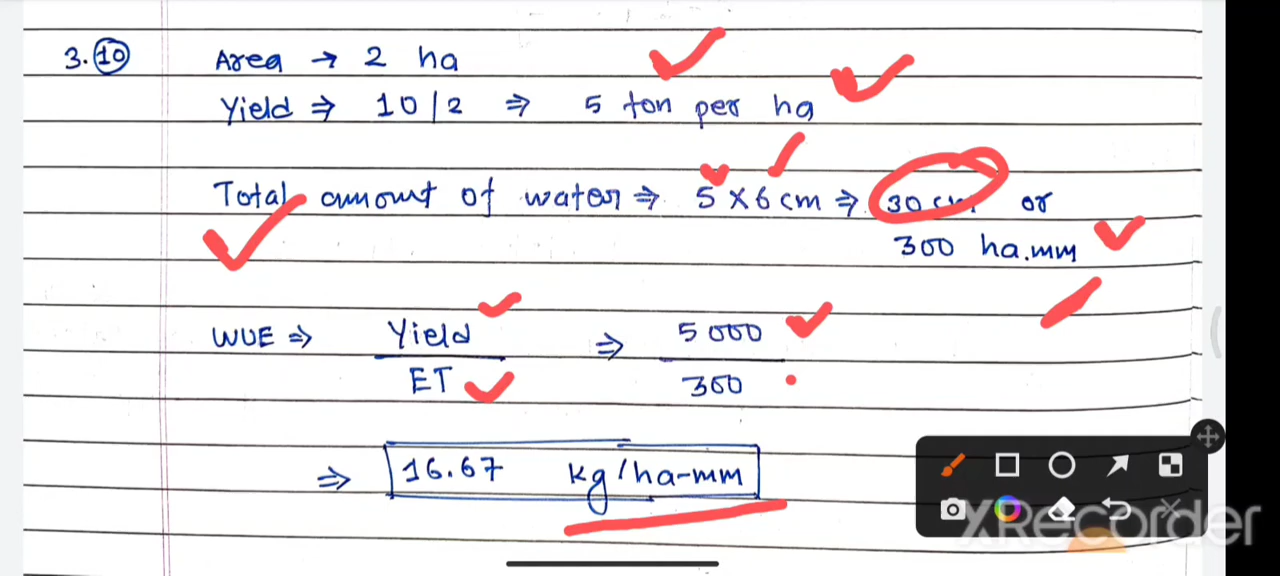 3.10 Area → 2 ha
Yield ⇒ 10/2 ⇒ 5 ton per ha
Total amount of water ⇒ 5 × 6 cm ⇒ 30 cm or
300 ha.mm
WUE ⇒ Yield / ET ⇒ 5000 / 300
⇒ 16.67 kg/ha-mm
XRecorder